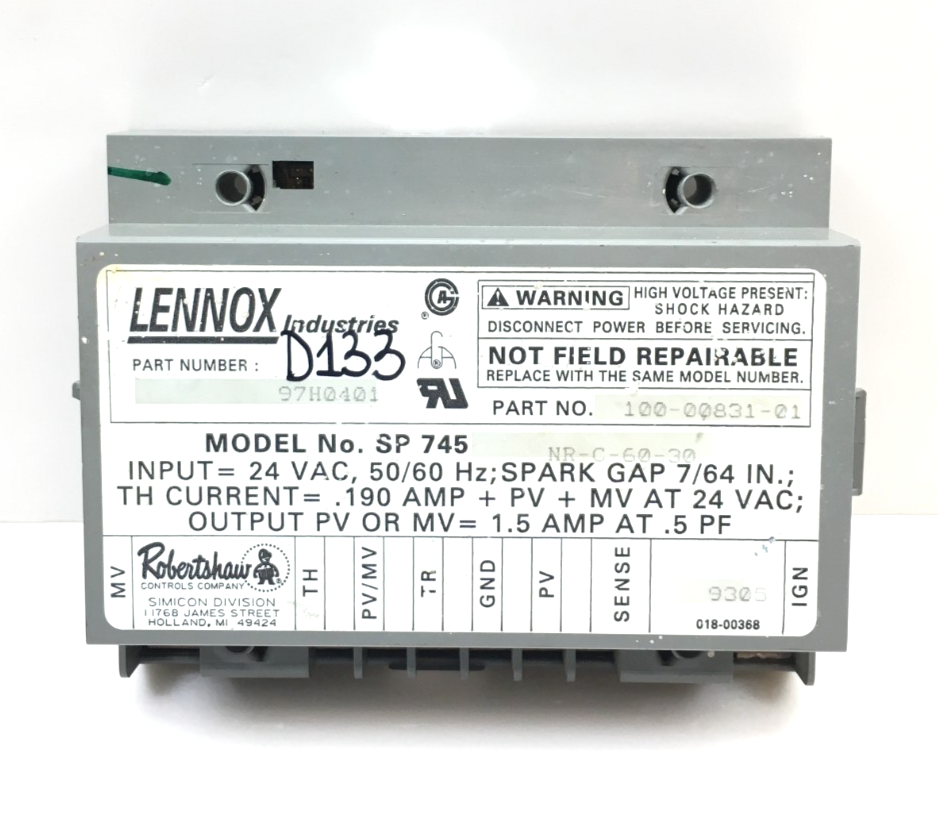 LENNOX Industries
D133
PART NUMBER :
97H0401
⚠ WARNING HIGH VOLTAGE PRESENT:
SHOCK HAZARD
DISCONNECT POWER BEFORE SERVICING.
NOT FIELD REPAIRABLE
REPLACE WITH THE SAME MODEL NUMBER.
PART NO. 100-00831-01
MODEL No. SP 745 NR-C-60-30
INPUT= 24 VAC, 50/60 Hz; SPARK GAP 7/64 IN.;
TH CURRENT= .190 AMP + PV + MV AT 24 VAC;
OUTPUT PV OR MV= 1.5 AMP AT .5 PF
MV
Robertshaw
CONTROLS COMPANY
SIMICON DIVISION
11768 JAMES STREET
HOLLAND, MI 49424
TH
PV/MV
TR
GND
PV
SENSE
9305
018-00368
IGN